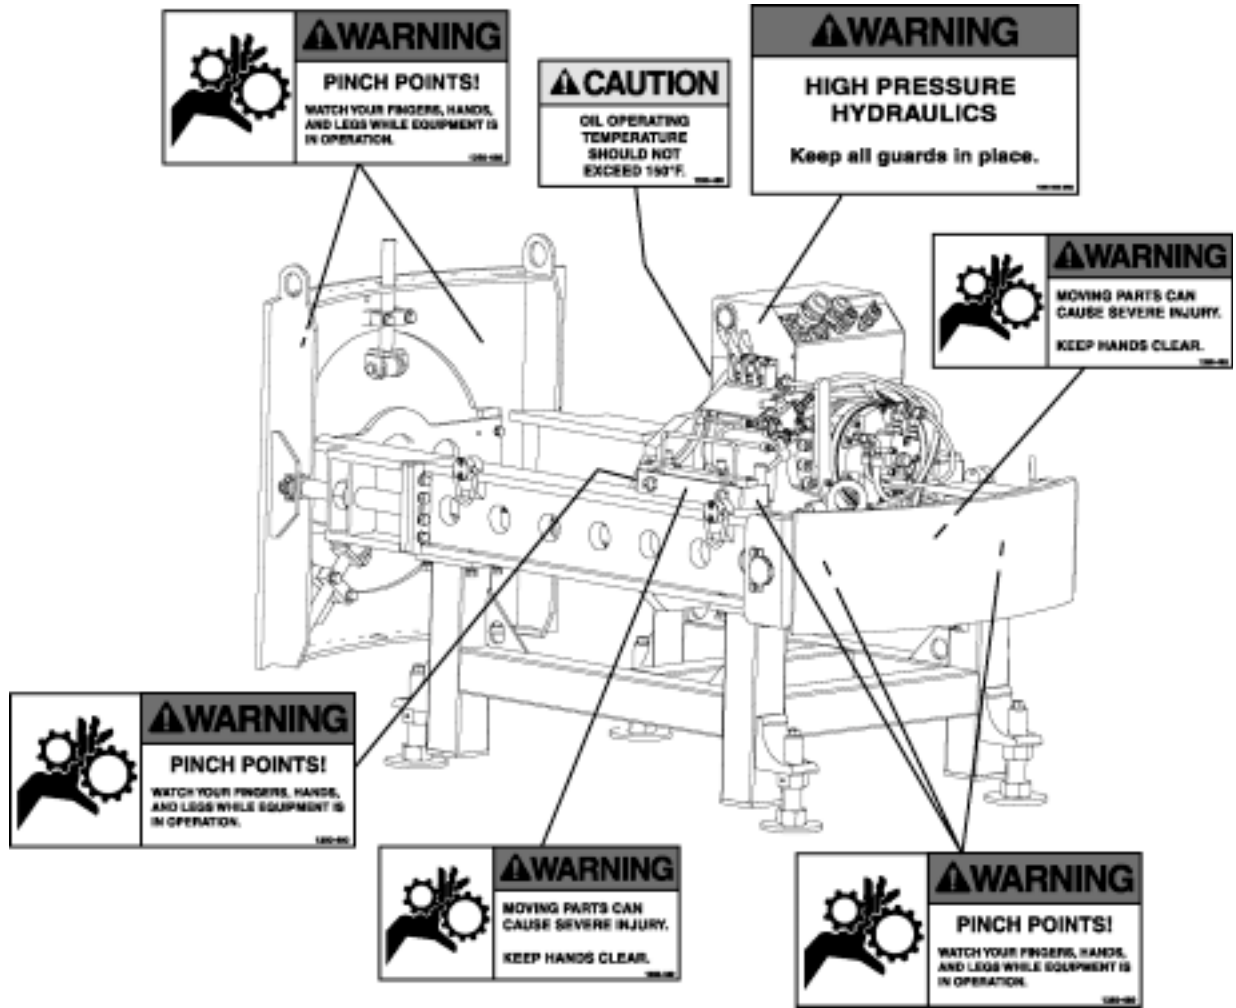 WARNING
PINCH POINTS!
WATCH YOUR FINGERS, HANDS,
AND LEGS WHILE EQUIPMENT IS
IN OPERATION.
CAUTION
OIL OPERATING
TEMPERATURE
SHOULD NOT
EXCEED 150°F.
WARNING
HIGH PRESSURE
HYDRAULICS
Keep all guards in place.
WARNING
MOVING PARTS CAN
CAUSE SEVERE INJURY.
KEEP HANDS CLEAR.
WARNING
PINCH POINTS!
WATCH YOUR FINGERS, HANDS,
AND LEGS WHILE EQUIPMENT IS
IN OPERATION.
WARNING
MOVING PARTS CAN
CAUSE SEVERE INJURY.
KEEP HANDS CLEAR.
WARNING
PINCH POINTS!
WATCH YOUR FINGERS, HANDS,
AND LEGS WHILE EQUIPMENT IS
IN OPERATION.